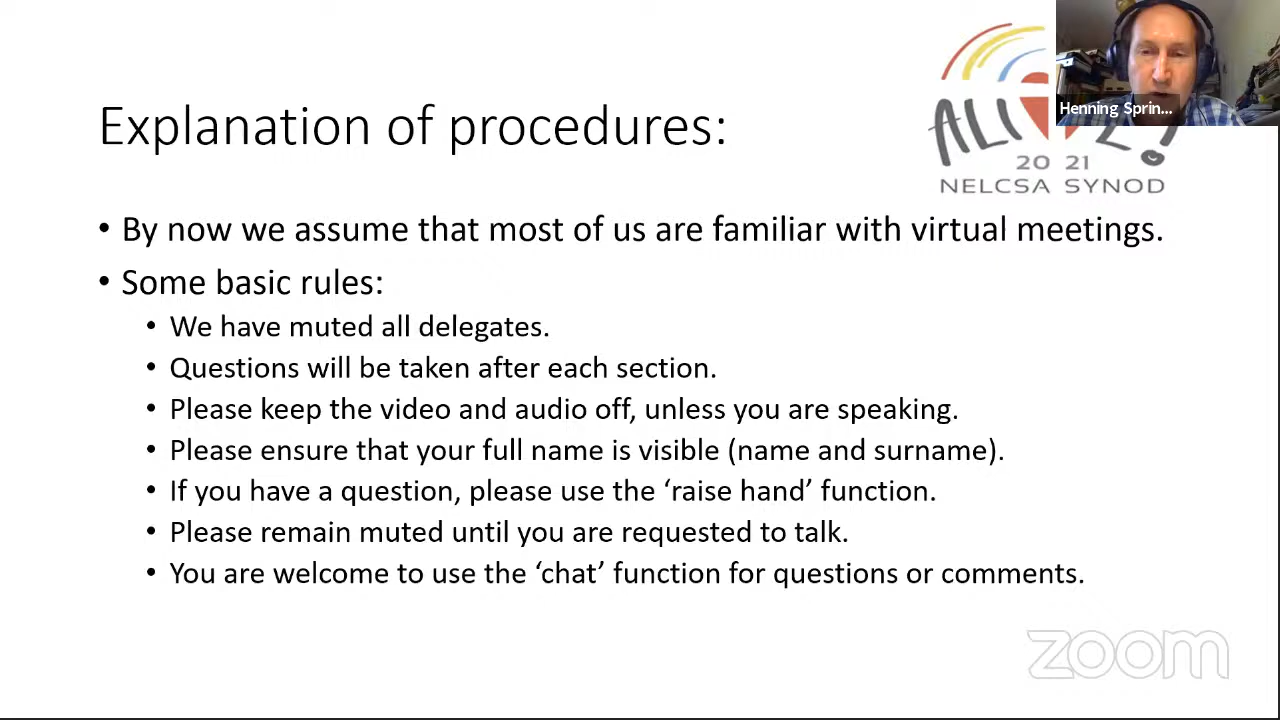 Henning Sprin...
Explanation of procedures:
20 21
NELCSA SYNOD
• By now we assume that most of us are familiar with virtual meetings.
• Some basic rules:
• We have muted all delegates.
• Questions will be taken after each section.
• Please keep the video and audio off, unless you are speaking.
• Please ensure that your full name is visible (name and surname).
• If you have a question, please use the ‘raise hand’ function.
• Please remain muted until you are requested to talk.
• You are welcome to use the ‘chat’ function for questions or comments.
zoom